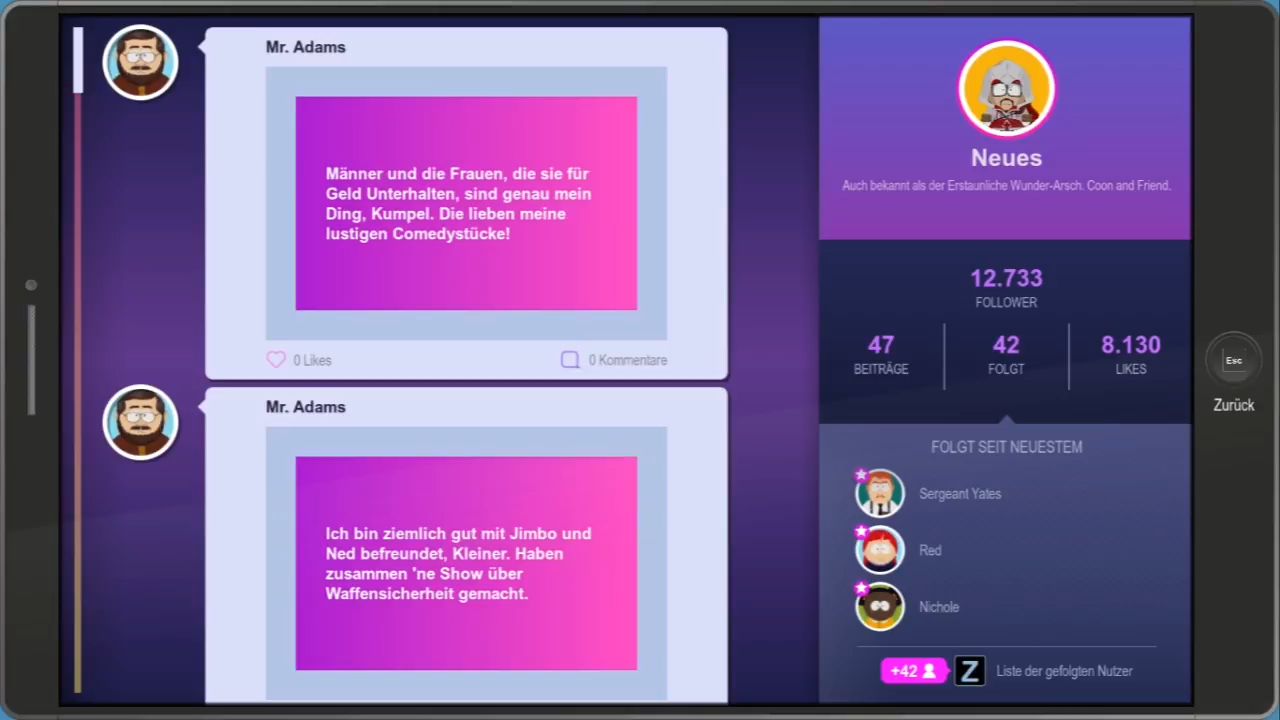 Mr. Adams
Männer und die Frauen, die sie für
Geld Unterhalten, sind genau mein
Ding, Kumpel. Die lieben meine
lustigen Comedystücke!
0 Likes
0 Kommentare
Mr. Adams
Ich bin ziemlich gut mit Jimbo und
Ned befreundet, Kleiner. Haben
zusammen 'ne Show über
Waffensicherheit gemacht.
Neues
Auch bekannt als der Erstaunliche Wunder-Arsch. Coon and Friend.
12.733
FOLLOWER
47
BEITRÄGE
42
FOLGT
8.130
LIKES
FOLGT SEIT NEUESTEM
Sergeant Yates
Red
Nichole
+42
Z
Liste der gefolgten Nutzer
Esc
Zurück